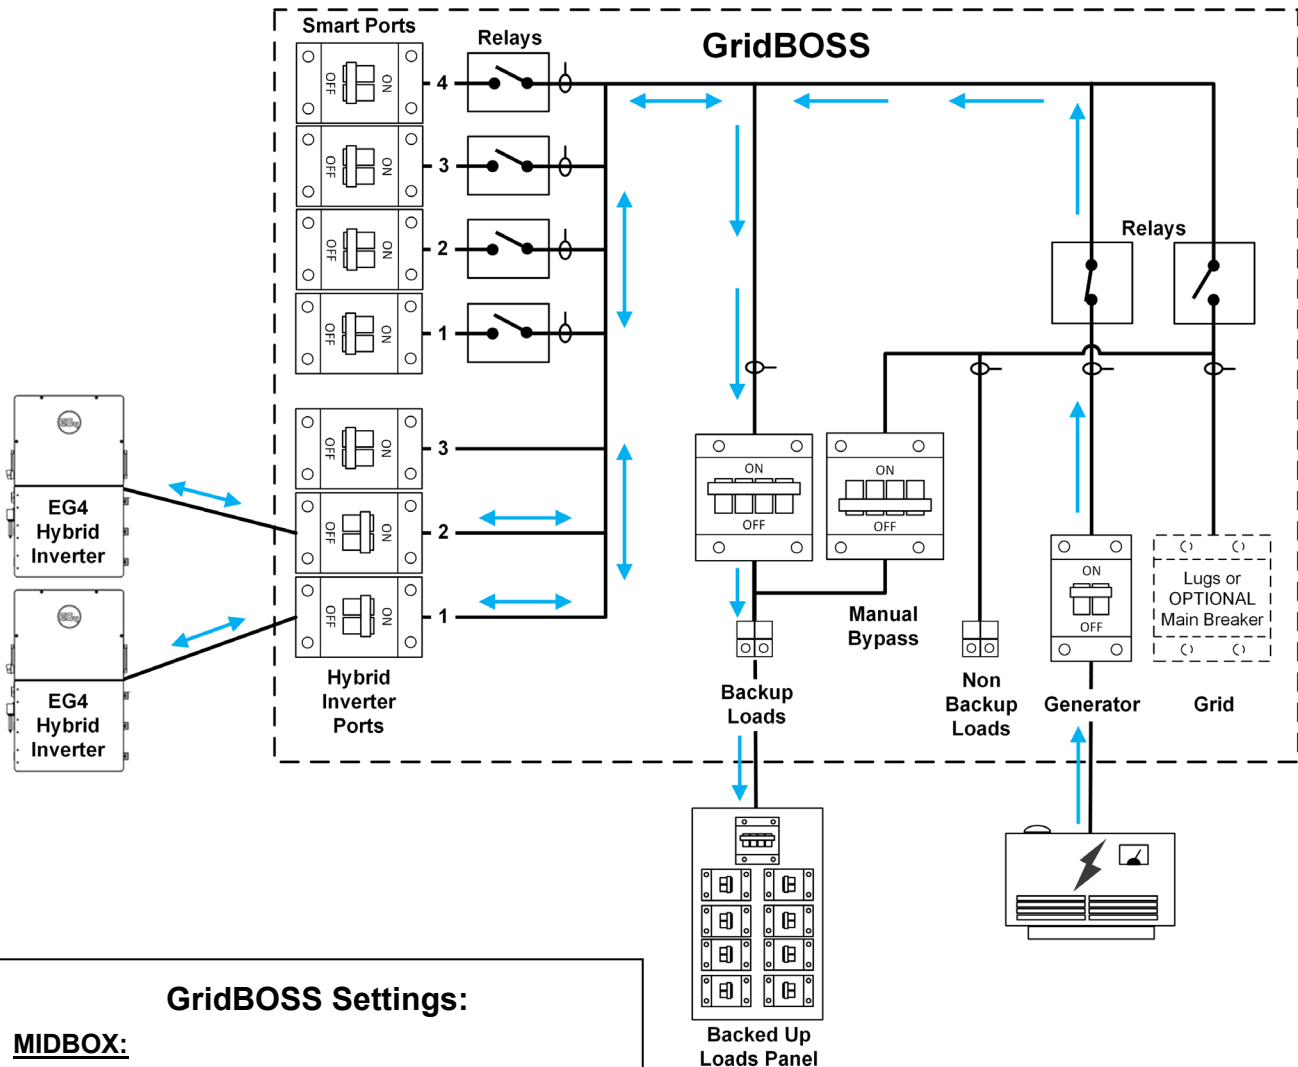 Smart Ports
Relays
GridBOSS
OFF
ON
4
OFF
ON
3
OFF
ON
2
OFF
ON
1
Relays
OFF
ON
3
OFF
ON
2
OFF
ON
1
EG4
Hybrid
Inverter
EG4
Hybrid
Inverter
Hybrid
Inverter
Ports
ON
OFF
ON
OFF
Manual
Bypass
Backup
Loads
Non
Backup
Loads
ON
OFF
Generator
Lugs or
OPTIONAL
Main Breaker
Grid
Backed Up
Loads Panel
GridBOSS Settings:
MIDBOX: